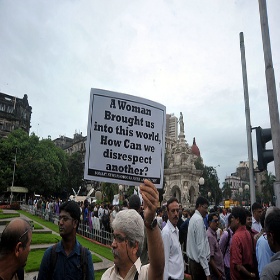 A Woman
Brought us
into this world,
How Can we
disrespect
another?